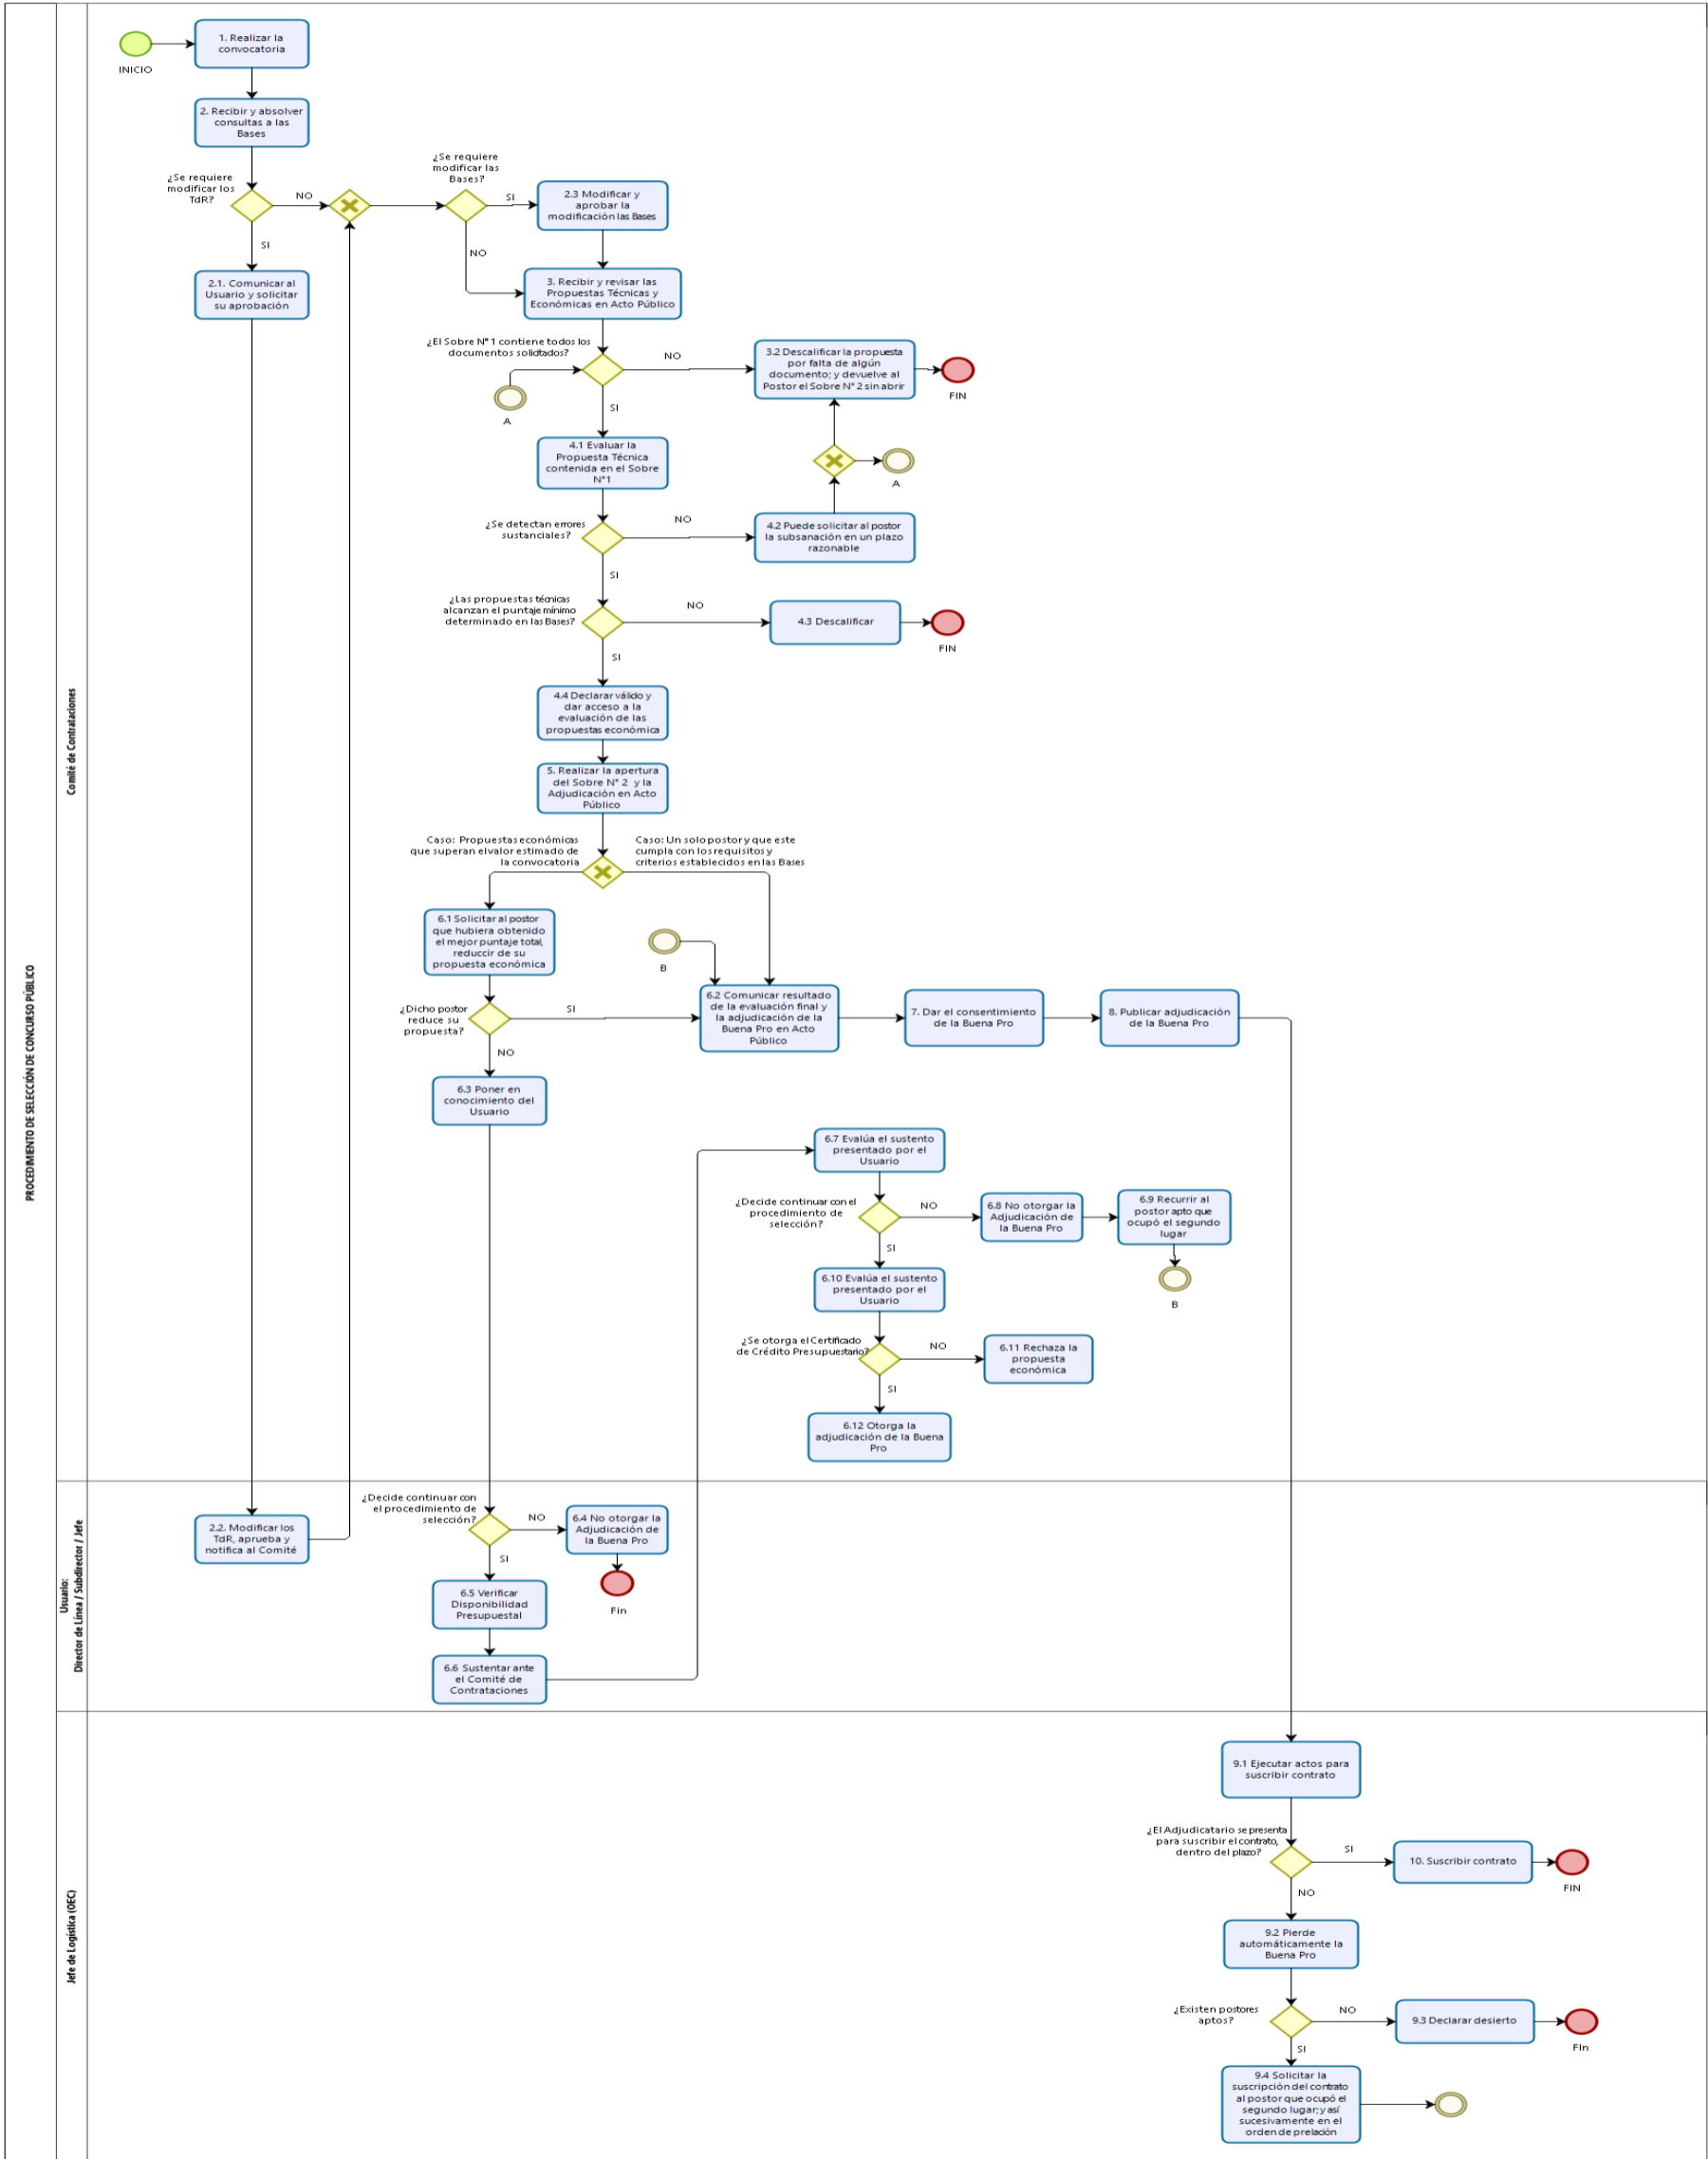 PROCEDIMIENTO DE SELECCIÓN DE CONCURSO PÚBLICO
Comité de Contrataciones
INICIO
1. Realizar la
convocatoria
2. Recibir y absolver
consultas a las
Bases
¿Se requiere
modificar los
TdR?
NO
SI
¿Se requiere
modificar las
Bases?
SI
NO
2.3 Modificar y
aprobar la
modificación las Bases
2.1. Comunicar al
Usuario y solicitar
su aprobación
3. Recibir y revisar las
Propuestas Técnicas y
Económicas en Acto Público
¿El Sobre N° 1 contiene todos los
documentos solicitados?
NO
SI
A
3.2 Descalificar la propuesta
por falta de algún
documento; y devuelve al
Postor el Sobre N° 2 sin abrir
FIN
4.1 Evaluar la
Propuesta Técnica
contenida en el Sobre
N°1
A
¿Se detectan errores
sustanciales?
NO
SI
4.2 Puede solicitar al postor
la subsanación en un plazo
razonable
¿Las propuestas técnicas
alcanzan el puntaje mínimo
determinado en las Bases?
NO
SI
4.3 Descalificar
FIN
4.4 Declarar válido y
dar acceso a la
evaluación de las
propuestas económica
5. Realizar la apertura
del Sobre N° 2 y la
Adjudicación en Acto
Público
Caso: Propuestas económicas
que superan el valor estimado de
la convocatoria
Caso: Un solo postor y que este
cumpla con los requisitos y
criterios establecidos en las Bases
6.1 Solicitar al postor
que hubiera obtenido
el mejor puntaje total,
reduccir de su
propuesta económica
B
¿Dicho postor
reduce su
propuesta?
SI
NO
6.2 Comunicar resultado
de la evaluación final y
la adjudicación de la
Buena Pro en Acto
Público
7. Dar el consentimiento
de la Buena Pro
8. Publicar adjudicación
de la Buena Pro
6.3 Poner en
conocimiento del
Usuario
6.7 Evalúa el sustento
presentado por el
Usuario
¿Decide continuar con el
procedimiento de
selección?
NO
SI
6.8 No otorgar la
Adjudicación de
la Buena Pro
6.9 Recurrir al
postor apto que
ocupó el segundo
lugar
B
6.10 Evalúa el sustento
presentado por el
Usuario
¿Se otorga el Certificado
de Crédito Presupuestario?
NO
SI
6.11 Rechaza la
propuesta
económica
6.12 Otorga la
adjudicación de la Buena
Pro
Usuario:
Director de Línea / Subdirector / Jefe
2.2. Modificar los
TdR, aprueba y
notifica al Comité
¿Decide continuar con
el procedimiento de
selección?
NO
SI
6.4 No otorgar la
Adjudicación de
la Buena Pro
Fin
6.5 Verificar
Disponibilidad
Presupuestal
6.6 Sustentar ante
el Comité de
Contrataciones
Jefe de Logística (OEC)
9.1 Ejecutar actos para
suscribir contrato
¿El Adjudicatario se presenta
para suscribir el contrato,
dentro del plazo?
SI
NO
10. Suscribir contrato
FIN
9.2 Pierde
automáticamente la
Buena Pro
¿Existen postores
aptos?
NO
SI
9.3 Declarar desierto
FIn
9.4 Solicitar la
suscripción del contrato
al postor que ocupó el
segundo lugar; y así
sucesivamente en el
orden de prelación